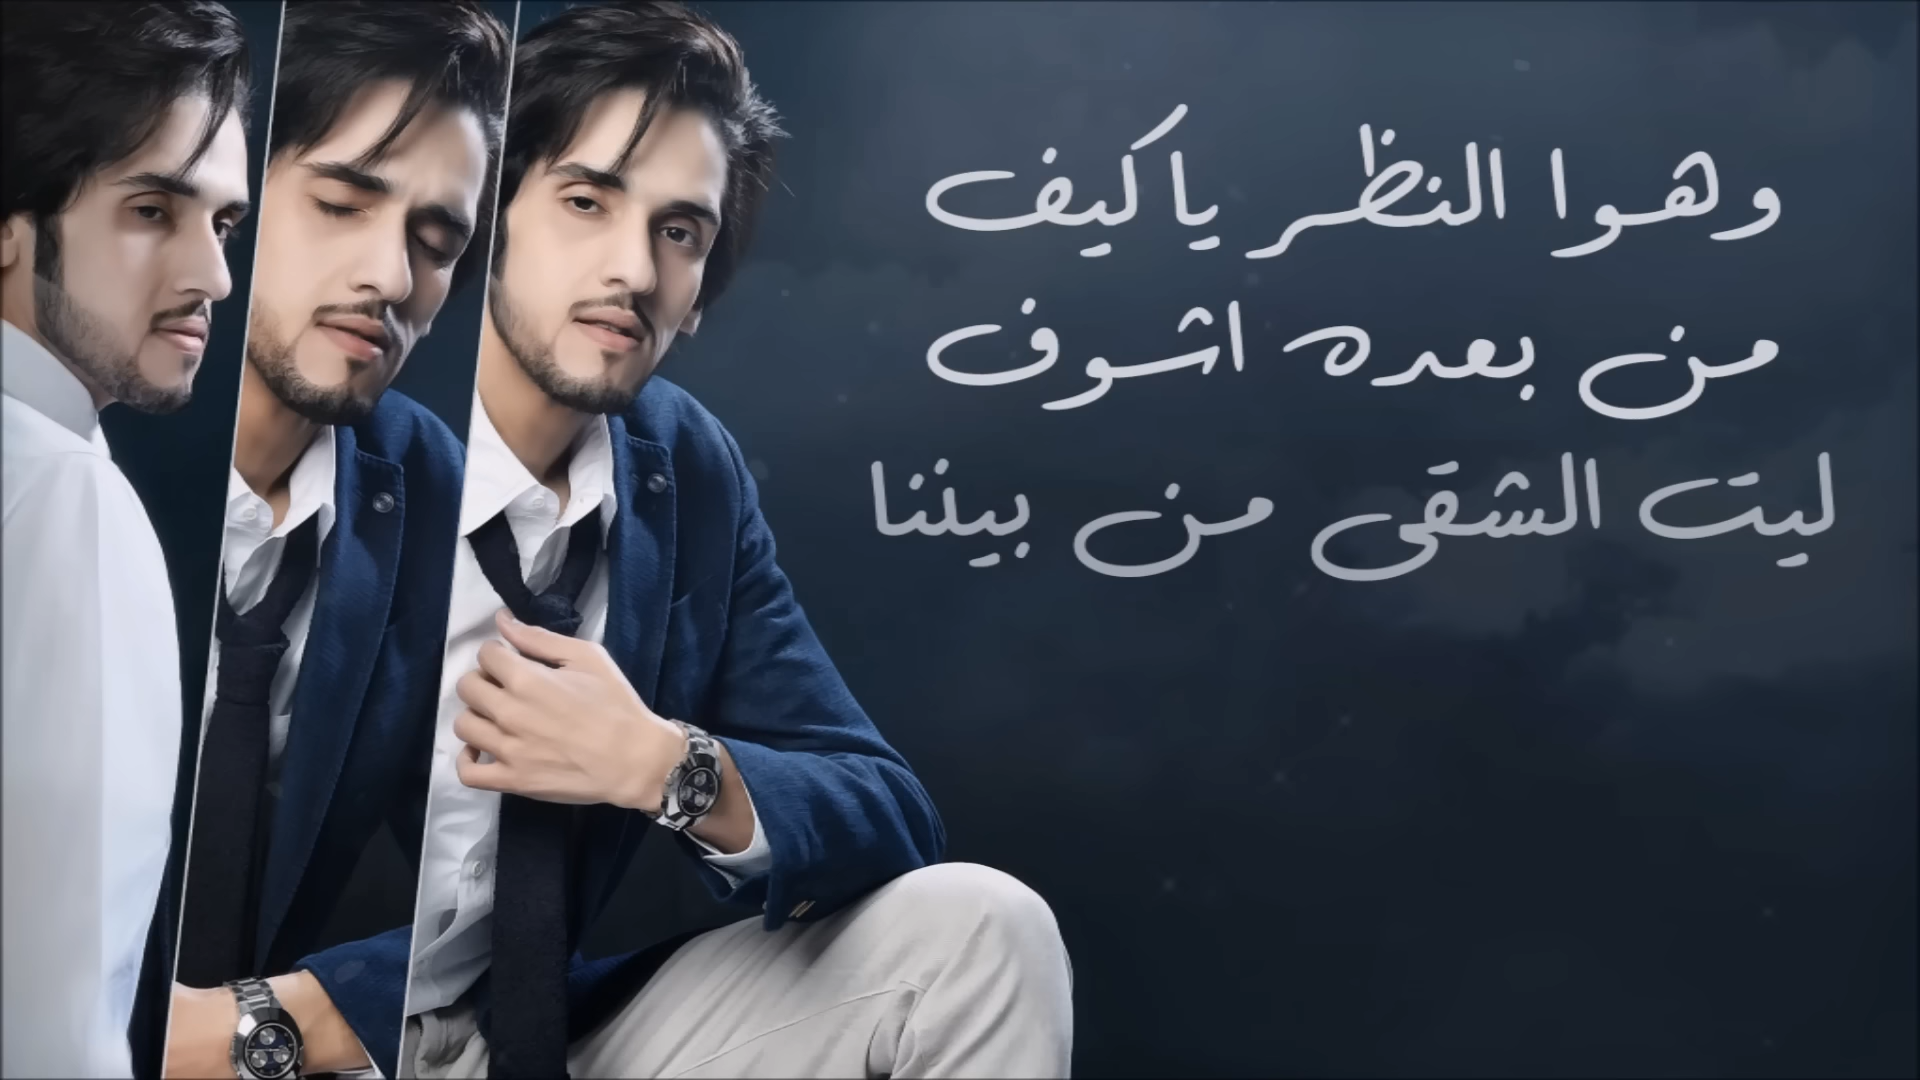 وهوا النظر ياكيف
من بعده اشوف
ليت الشقى من بيننا